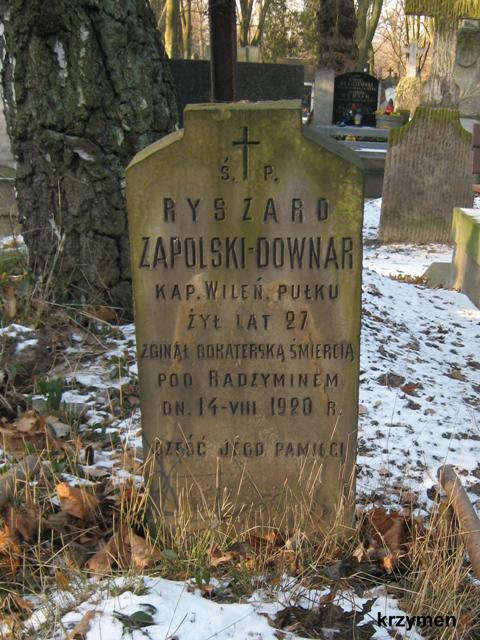 Ś. P.
RYSZARD
ZAPOLSKI-DOWNAR
KAP. WILEŃ. PUŁKU
ŻYŁ LAT 27
ZGINĄŁ BOHATERSKĄ ŚMIERCIĄ
POD RADZYMINEM
DN. 14-VIII 1920 R.
CZEŚĆ JEGO PAMIĘCI
krzymen